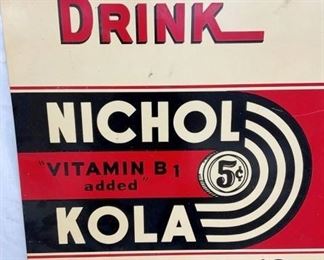 DRINK
NICHOL
"VITAMIN B1
added"
5¢
KOLA